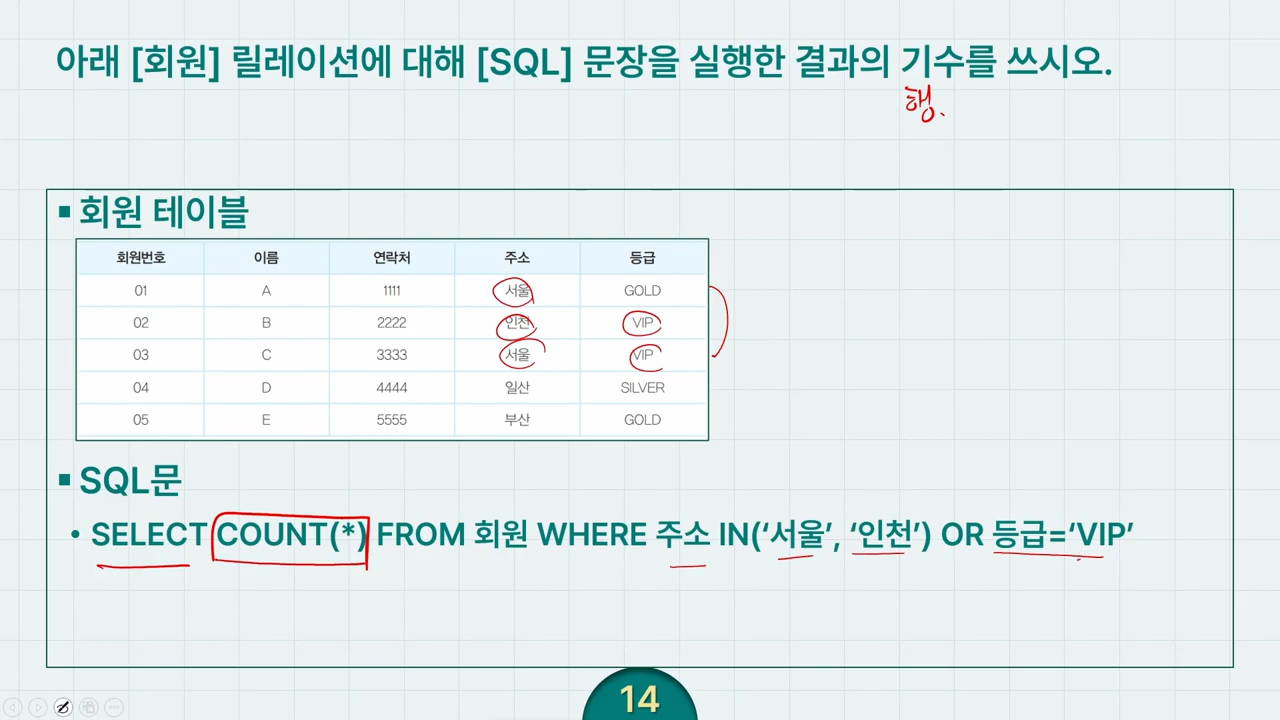 아래 [회원] 릴레이션에 대해 [SQL] 문장을 실행한 결과의 기수를 쓰시오.
행.
▪ 회원 테이블
회원번호 이름 연락처 주소 등급
01 A 1111 서울 GOLD
02 B 2222 인천 VIP
03 C 3333 서울 VIP
04 D 4444 일산 SILVER
05 E 5555 부산 GOLD
▪ SQL문
• SELECT COUNT(*) FROM 회원 WHERE 주소 IN(‘서울’, ‘인천’) OR 등급=‘VIP’
14